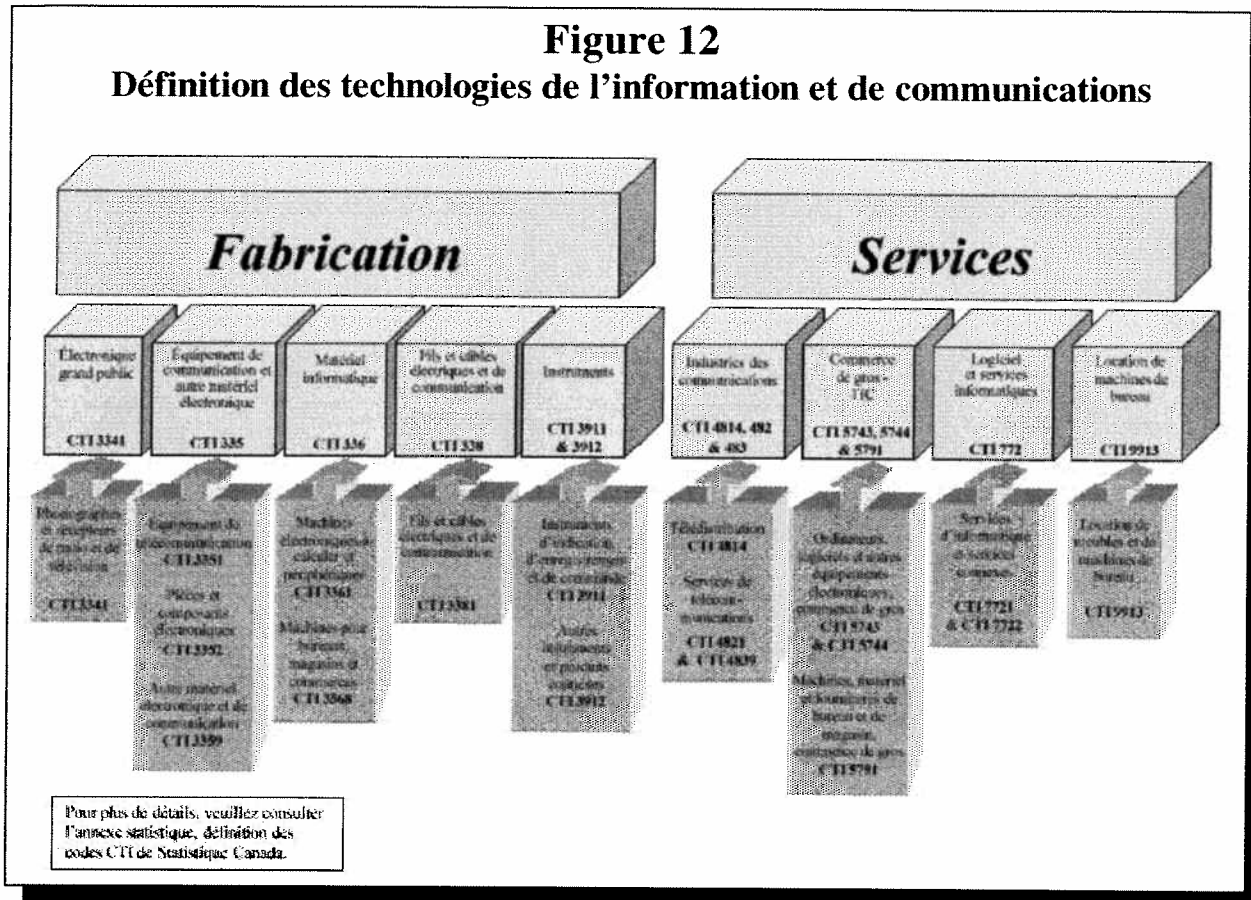 Figure 12
Définition des technologies de l'information et de communications
Fabrication
Services
Électronique
grand public
CTI 3341
Équipement de
communication et
autre matériel
électronique
CTI 335
Matériel
informatique
CTI 336
Fils et câbles
électriques et de
communication
CTI 338
Instruments
CTI 3911
& 3912
Industries des
communications
CTI 4814, 482
& 483
Commerce
de gros -
TIC
CTI 5743, 5744
& 5791
Logiciel
et services
informatiques
CTI 772
Location de
machines de
bureau
CTI 9913
Phonographes
et récepteurs
de radio et de
télévision
CTI 3341
Équipement de
télécommunication
CTI 3351
Pièces et
composants
électroniques
CTI 3352
Autre matériel
électronique et de
communication
CTI 3359
Machines
électroniques à
calculer et
périphériques
CTI 3361
Machines pour
bureaux,
magasins et
commerces
CTI 3368
Fils et câbles
électriques et de
communication
CTI 3381
Instruments
d'indication,
d'enregistrement
et de commande
CTI 3911
Autres
instruments
et produits
connexes
CTI 3912
Télédistribution
CTI 4814
Services de
télécom-
munications
CTI 4821
& CTI 4839
Ordinateurs,
logiciels et autres
équipements
électroniques,
commerce de gros
CTI 5743
& CTI 5744
Machines, matériel
et fournitures de
bureau et de
magasin,
commerce de gros
CTI 5791
Services
d'informatique
et services
connexes
CTI 7721
& CTI 7722
Location de
meubles et de
machines de
bureau
CTI 9913
Pour plus de détails, veuillez consulter
l'annexe statistique, définition des
codes CTI de Statistique Canada.